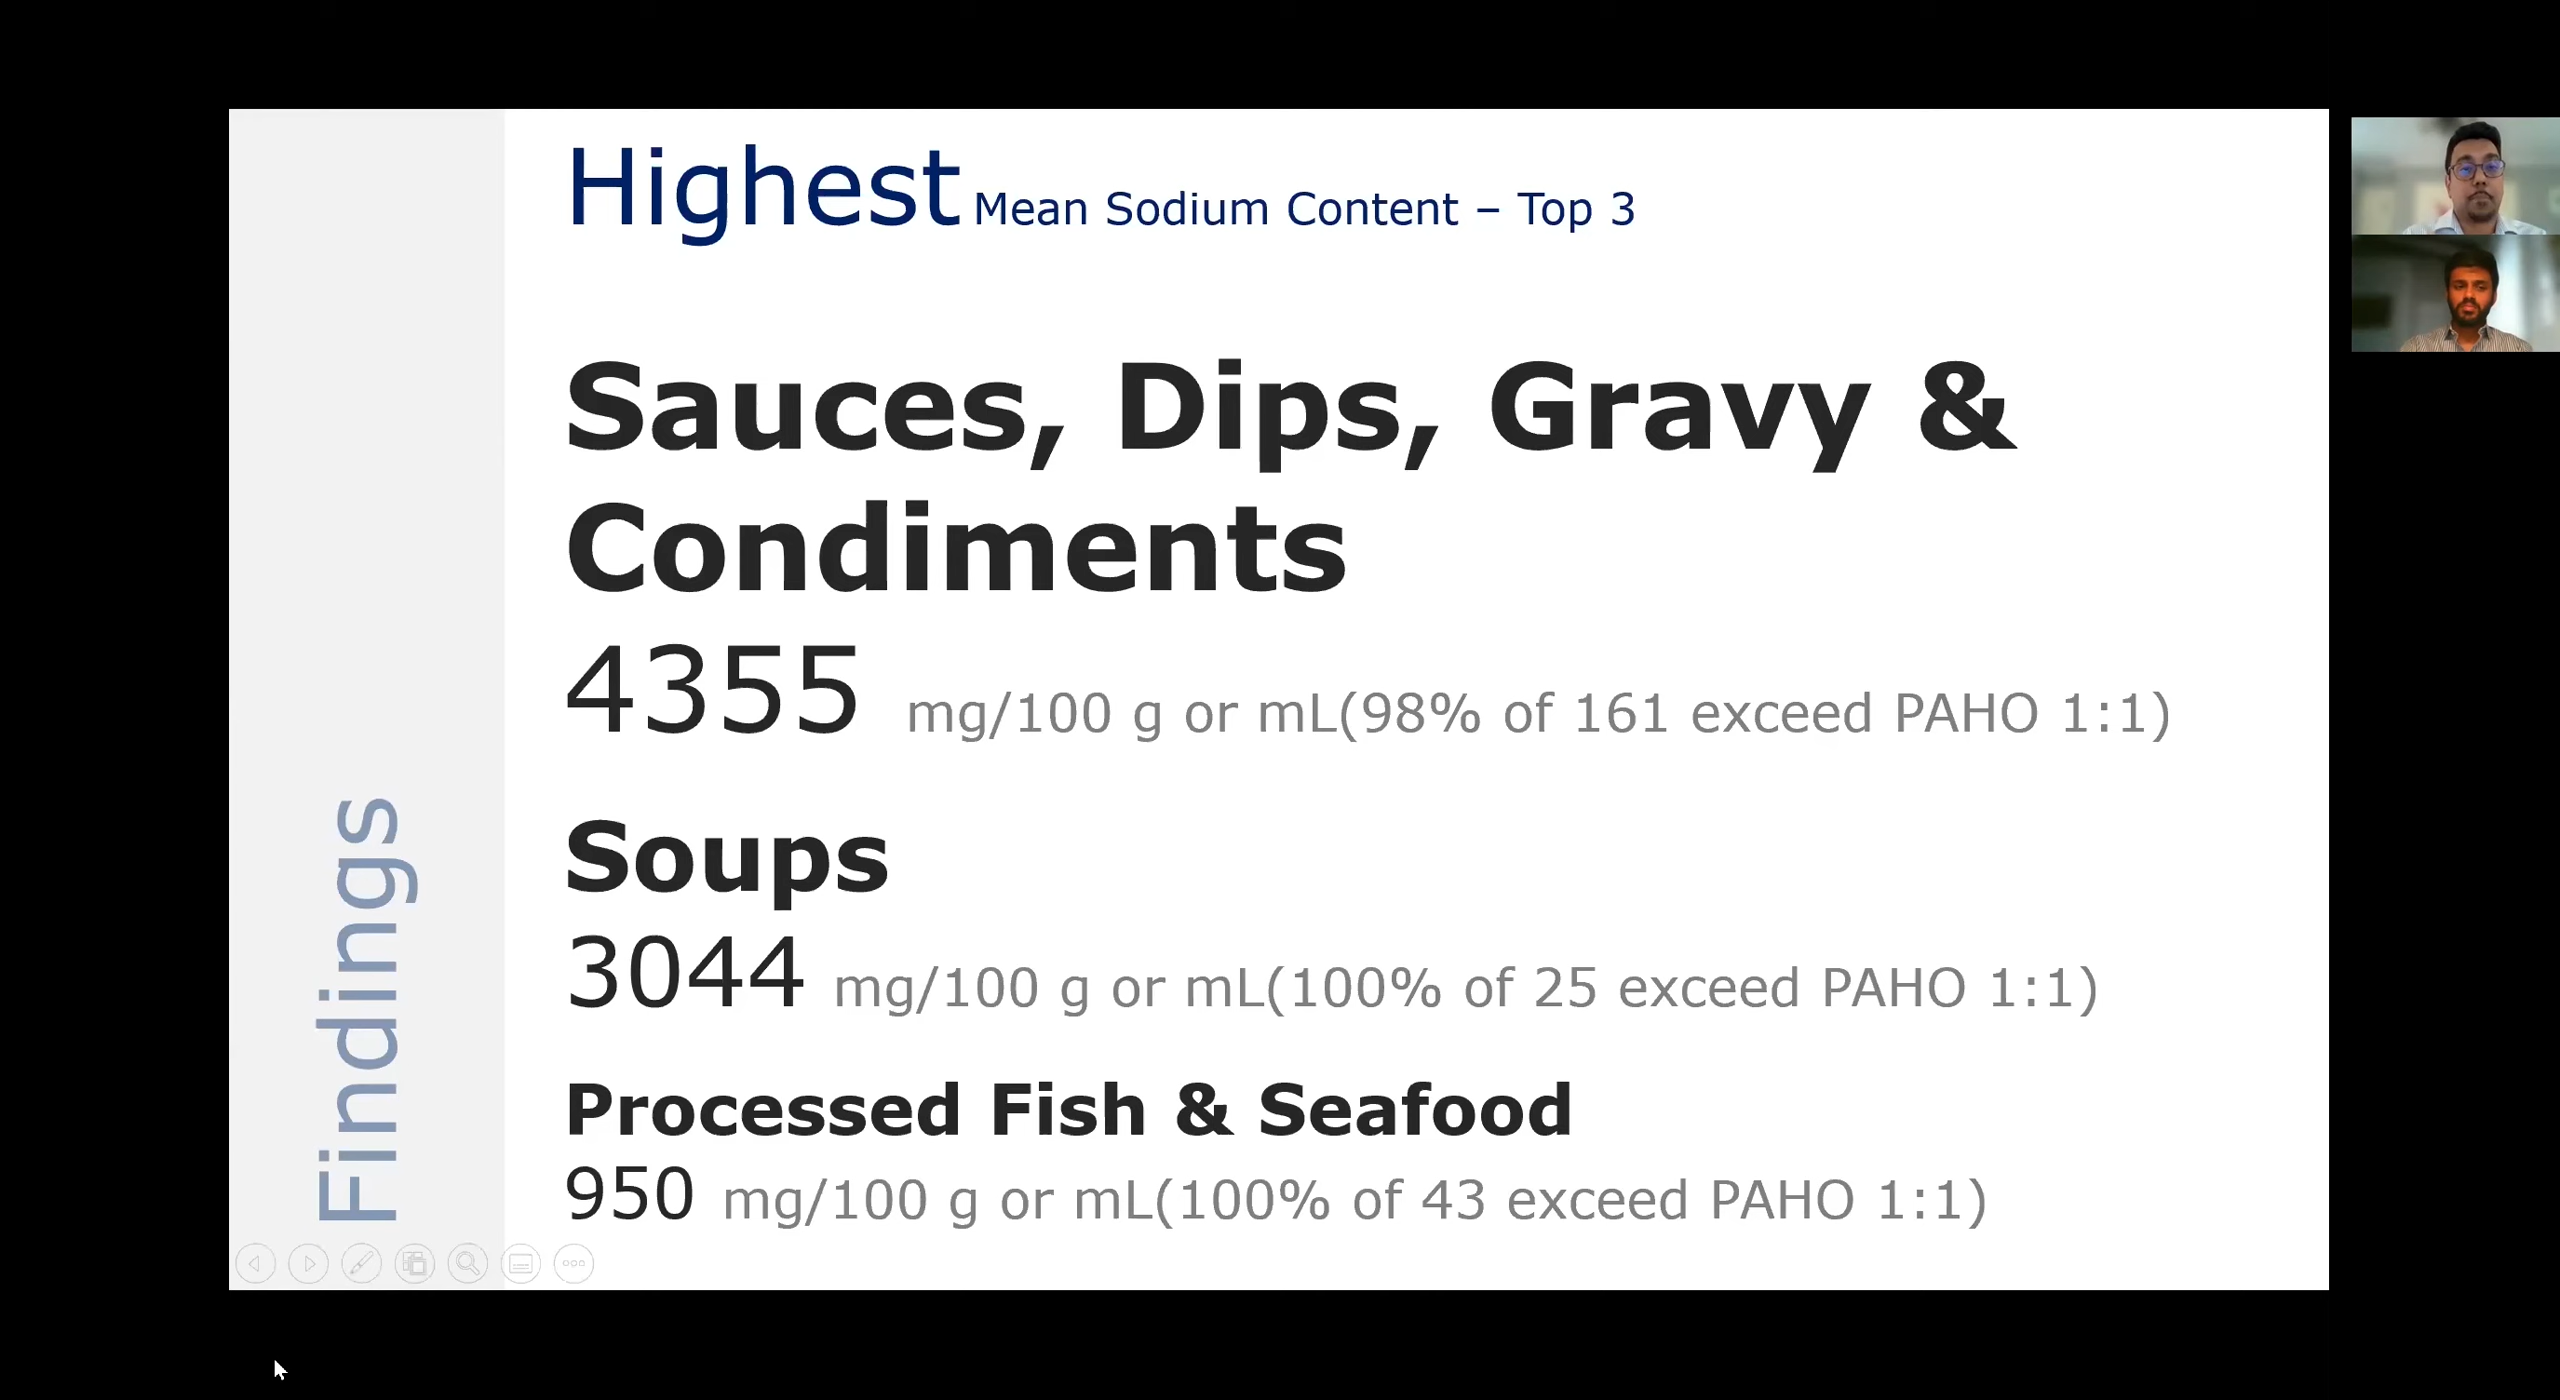 Highest Mean Sodium Content – Top 3
Sauces, Dips, Gravy &
Condiments
4355 mg/100 g or mL(98% of 161 exceed PAHO 1:1)
Soups
3044 mg/100 g or mL(100% of 25 exceed PAHO 1:1)
Processed Fish & Seafood
950 mg/100 g or mL(100% of 43 exceed PAHO 1:1)
Findings